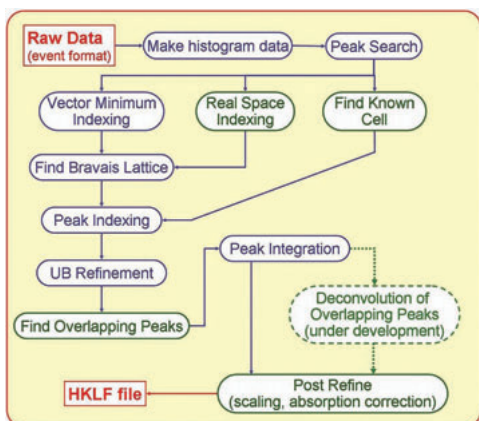 Raw Data
(event format)
Make histogram data
Peak Search
Vector Minimum
Indexing
Real Space
Indexing
Find Known
Cell
Find Bravais Lattice
Peak Indexing
UB Refinement
Find Overlapping Peaks
Peak Integration
Deconvolution of
Overlapping Peaks
(under development)
Post Refine
(scaling, absorption correction)
HKLF file